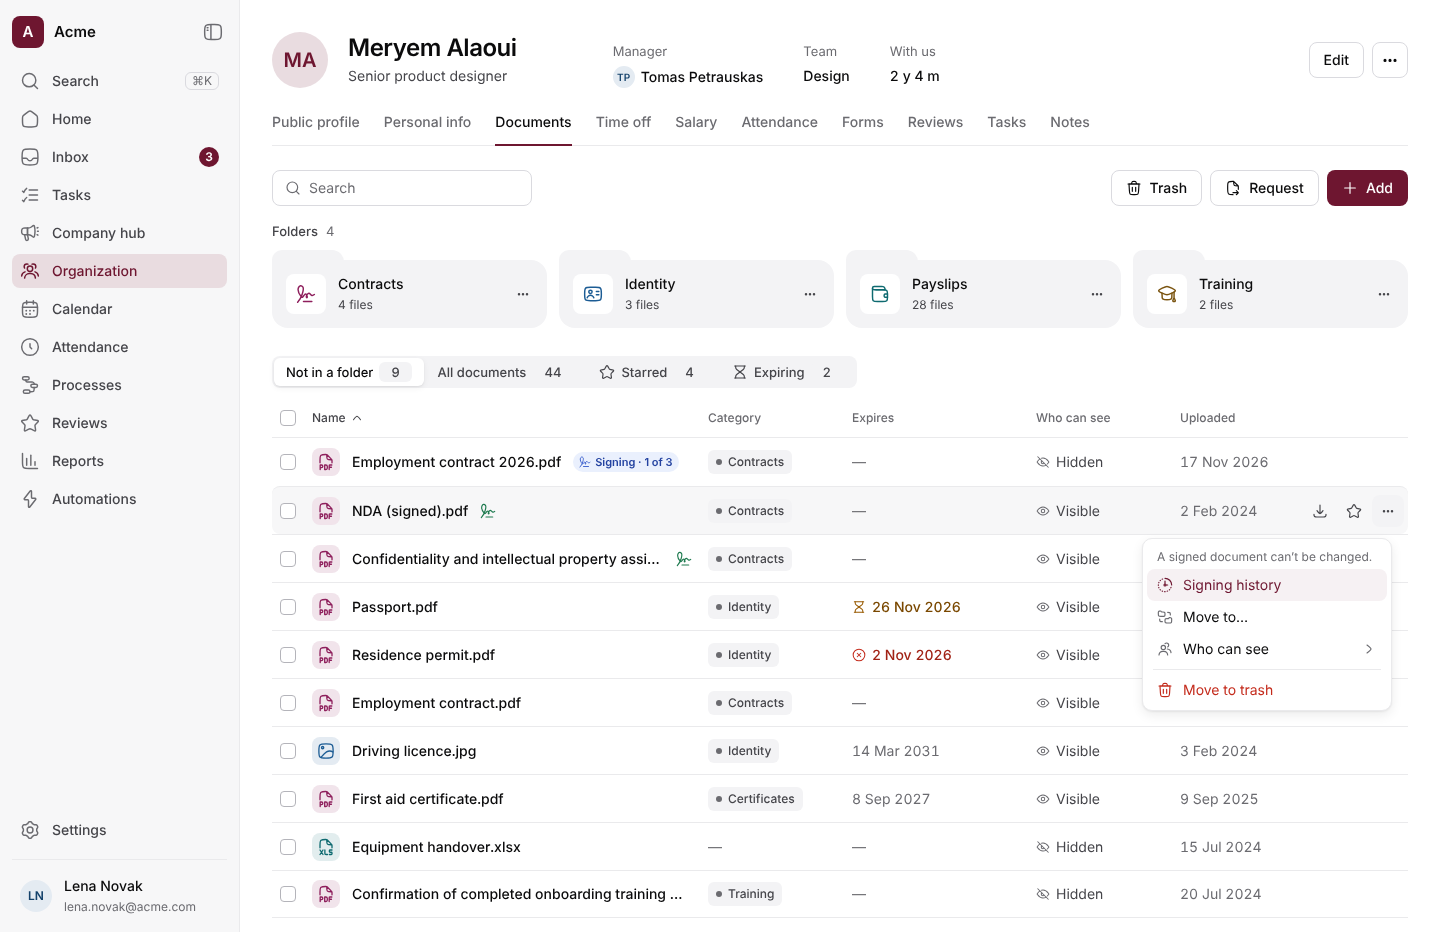 A Acme
Search ⌘K
Home
Inbox 3
Tasks
Company hub
Organization
Calendar
Attendance
Processes
Reviews
Reports
Automations
Settings
LN Lena Novak
lena.novak@acme.com
MA Meryem Alaoui
Senior product designer
Manager
TP Tomas Petrauskas
Team
Design
With us
2 y 4 m
Edit
Public profile Personal info Documents Time off Salary Attendance Forms Reviews Tasks Notes
Search
Trash Request Add
Folders 4
Contracts
4 files
Identity
3 files
Payslips
28 files
Training
2 files
Not in a folder 9 All documents 44 Starred 4 Expiring 2
Name Category Expires Who can see Uploaded
PDF Employment contract 2026.pdf Signing · 1 of 3 Contracts — Hidden 17 Nov 2026
PDF NDA (signed).pdf Contracts — Visible 2 Feb 2024
PDF Confidentiality and intellectual property assi... Contracts — Visible
PDF Passport.pdf Identity 26 Nov 2026 Visible
PDF Residence permit.pdf Identity 2 Nov 2026 Visible
PDF Employment contract.pdf Contracts — Visible
Driving licence.jpg Identity 14 Mar 2031 Visible 3 Feb 2024
PDF First aid certificate.pdf Certificates 8 Sep 2027 Visible 9 Sep 2025
XLS Equipment handover.xlsx — — Hidden 15 Jul 2024
PDF Confirmation of completed onboarding training ... Training — Hidden 20 Jul 2024
A signed document can't be changed.
Signing history
Move to...
Who can see
Move to trash